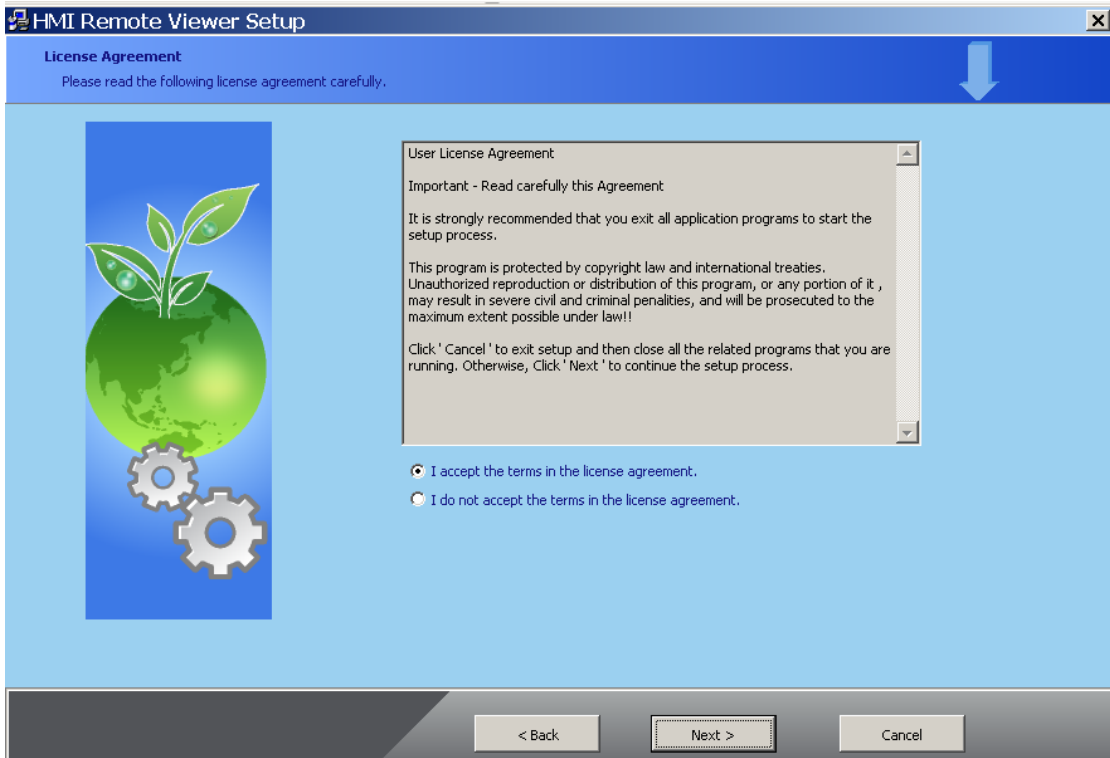 HMI Remote Viewer Setup
License Agreement
Please read the following license agreement carefully.
User License Agreement
Important - Read carefully this Agreement
It is strongly recommended that you exit all application programs to start the
setup process.
This program is protected by copyright law and international treaties.
Unauthorized reproduction or distribution of this program, or any portion of it ,
may result in severe civil and criminal penalities, and will be prosecuted to the
maximum extent possible under law!!
Click ' Cancel ' to exit setup and then close all the related programs that you are
running. Otherwise, Click ' Next ' to continue the setup process.
I accept the terms in the license agreement.
I do not accept the terms in the license agreement.
< Back
Next >
Cancel